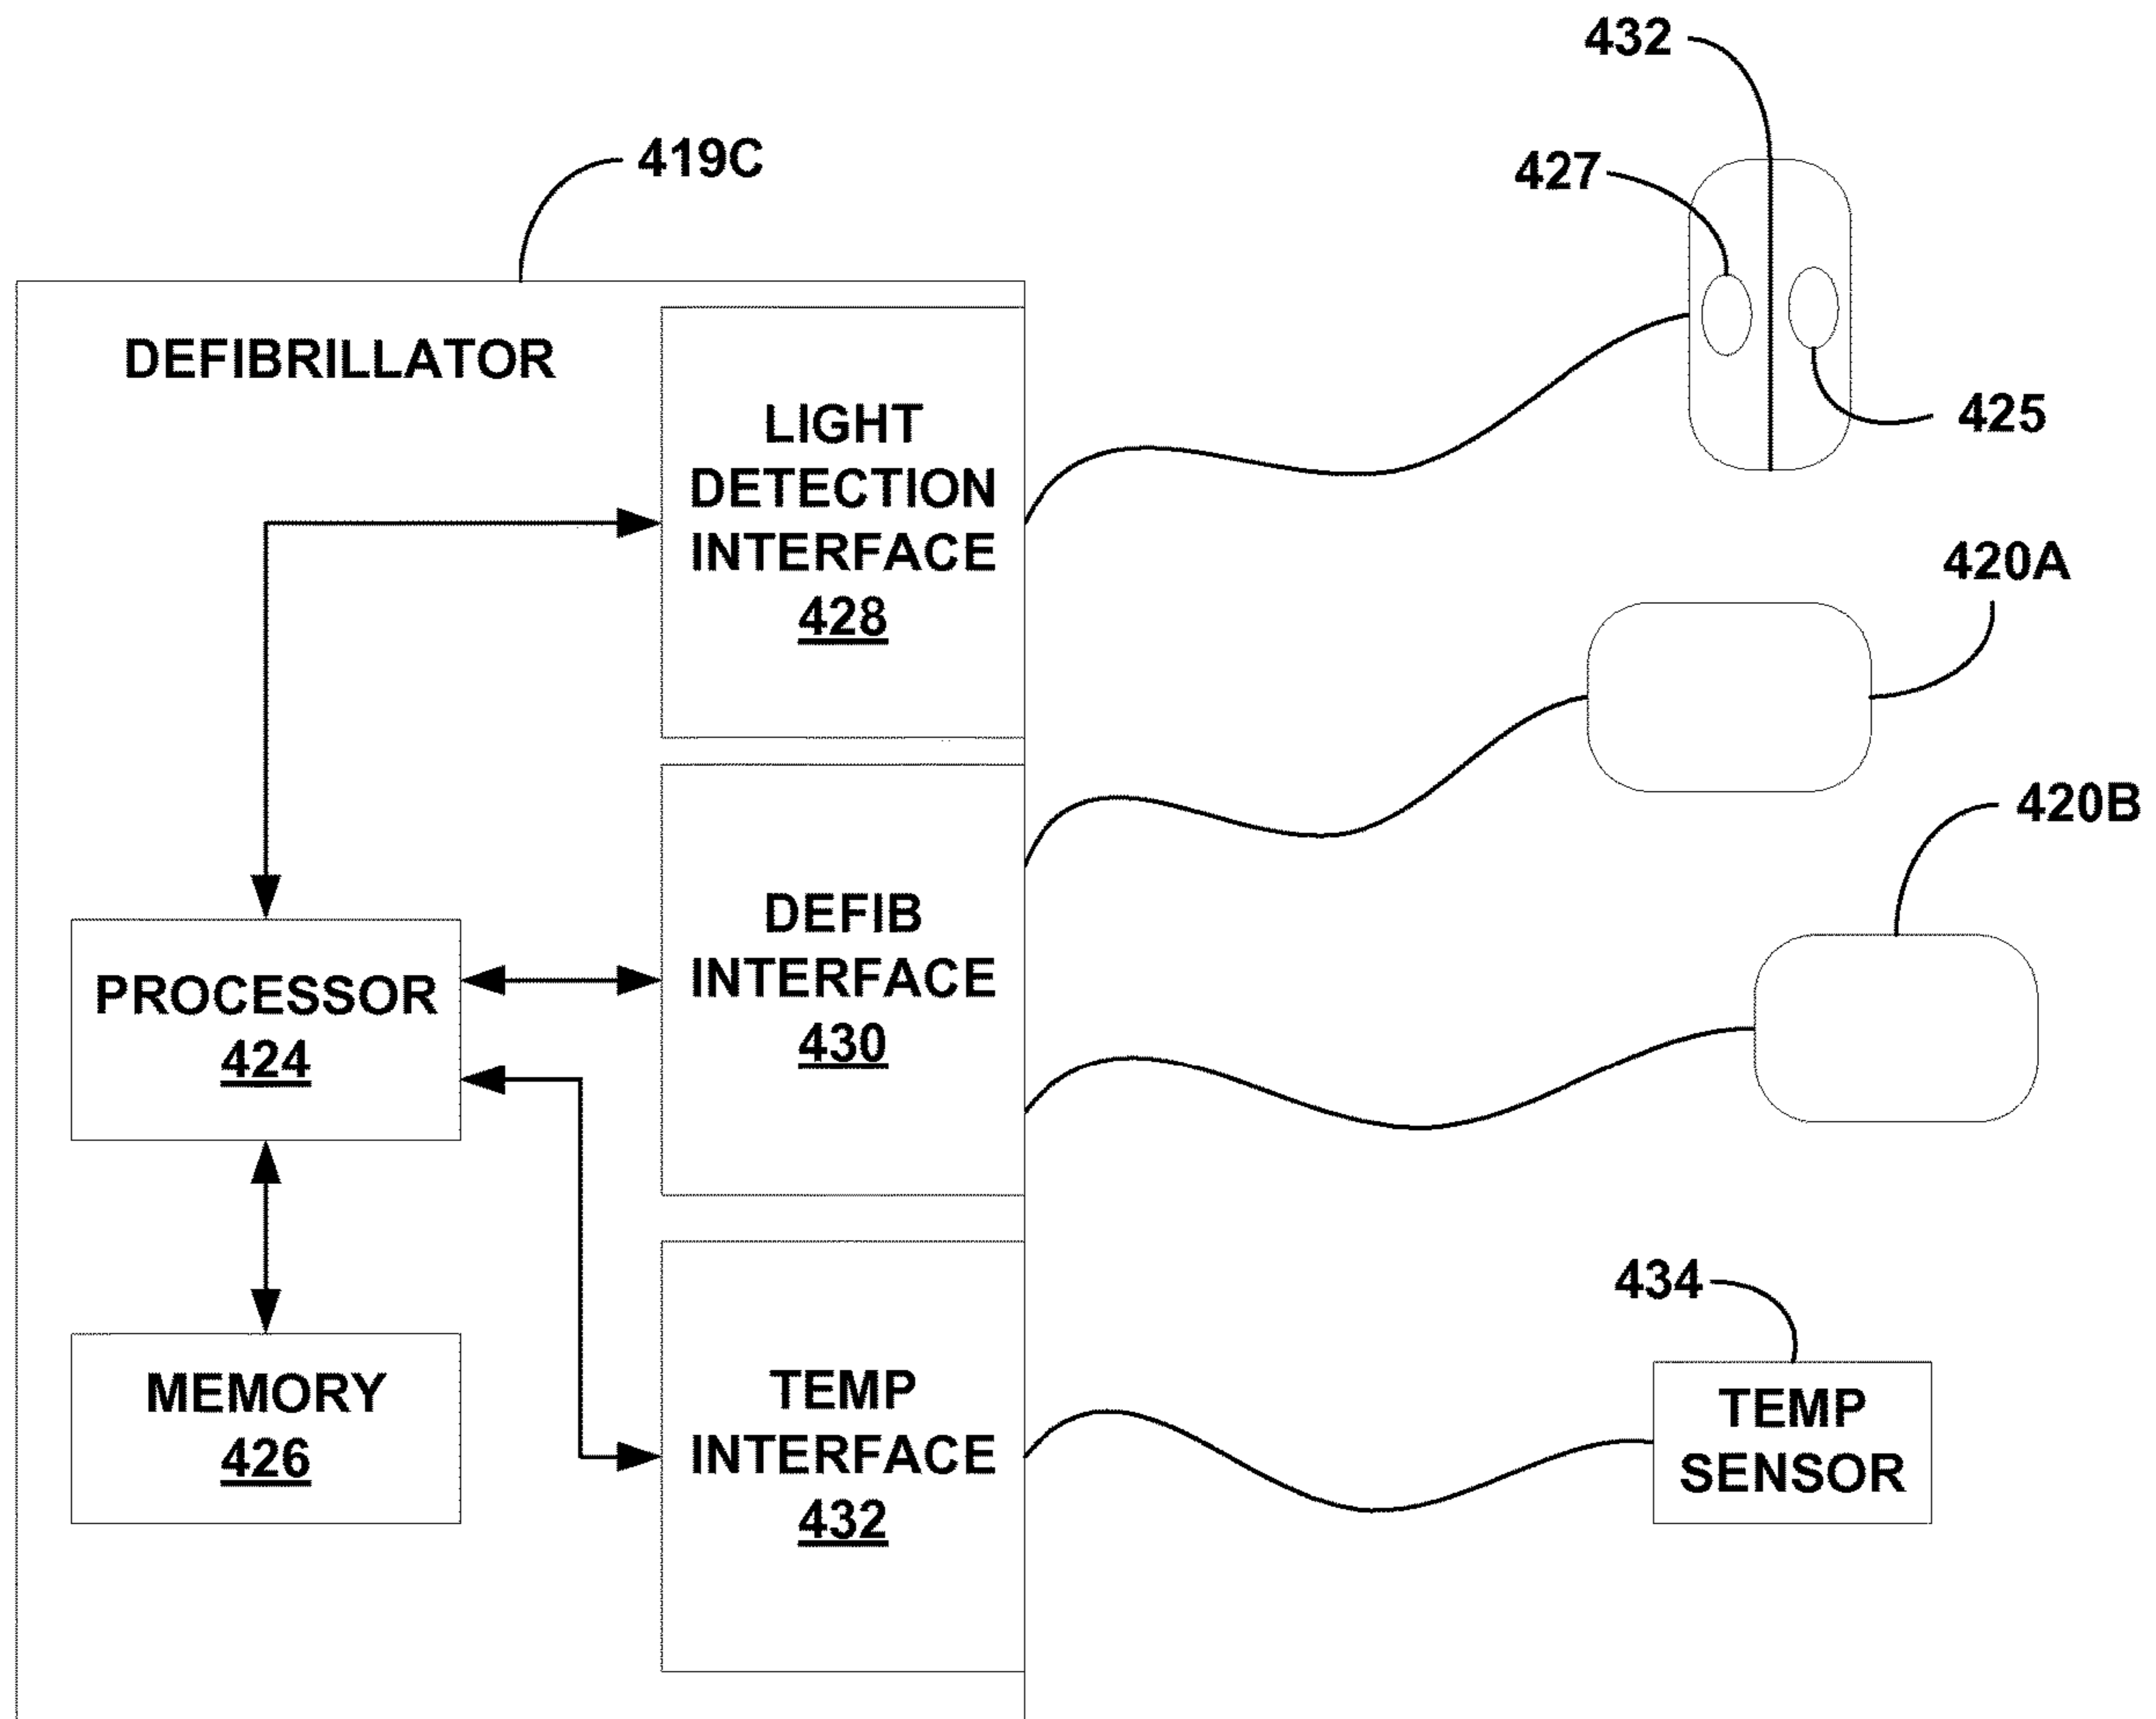 432
427
419C
425
DEFIBRILLATOR
LIGHT
DETECTION
INTERFACE
428
420A
420B
DEFIB
INTERFACE
430
PROCESSOR
424
434
TEMP
SENSOR
MEMORY
426
TEMP
INTERFACE
432